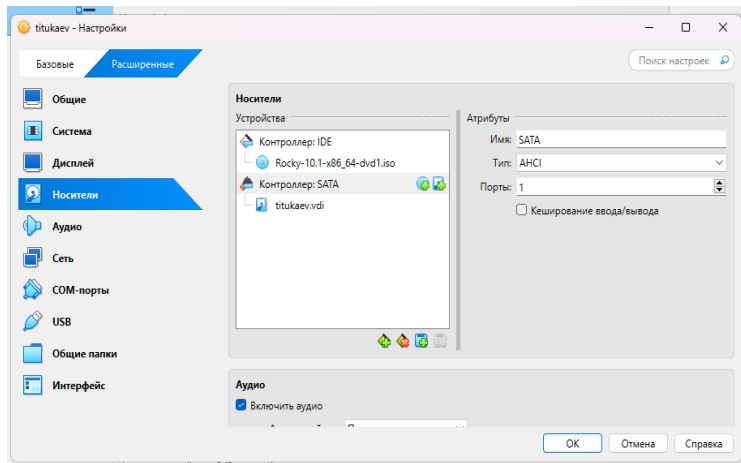 titukaev - Настройки
Базовые Расширенные Поиск настроек
Общие
Система
Дисплей
Носители
Аудио
Сеть
COM-порты
USB
Общие папки
Интерфейс
Носители
Устройства
Контроллер: IDE
Rocky-10.1-x86_64-dvd1.iso
Контроллер: SATA
titukaev.vdi
Атрибуты
Имя: SATA
Тип: AHCI
Порты: 1
Кеширование ввода/вывода
Аудио
Включить аудио
OK Отмена Справка